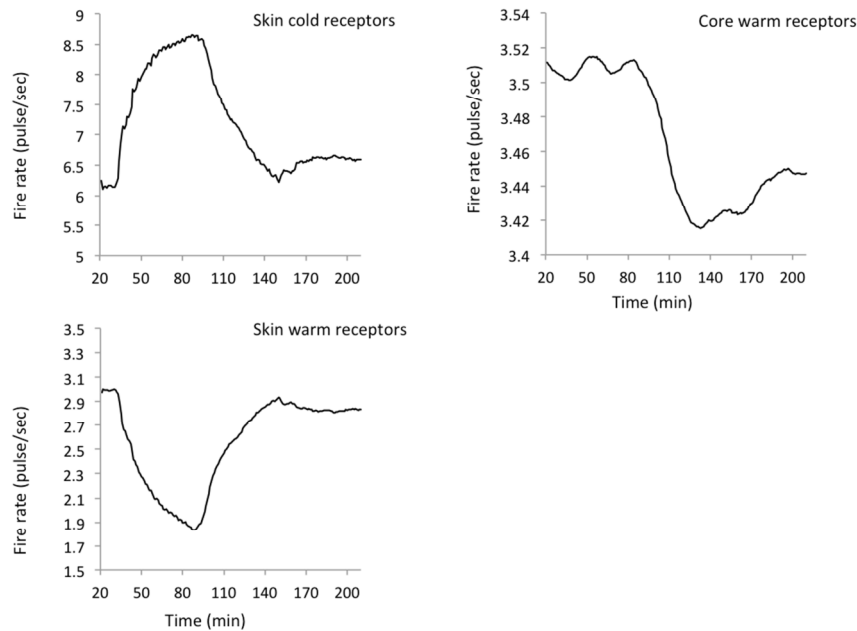 Skin cold receptors
Fire rate (pulse/sec)
9
8.5
8
7.5
7
6.5
6
5.5
5
20 50 80 110 140 170 200
Core warm receptors
Fire rate (pulse/sec)
3.54
3.52
3.5
3.48
3.46
3.44
3.42
3.4
20 50 80 110 140 170 200
Time (min)
Skin warm receptors
Fire rate (pulse/sec)
3.5
3.3
3.1
2.9
2.7
2.5
2.3
2.1
1.9
1.7
1.5
20 50 80 110 140 170 200
Time (min)